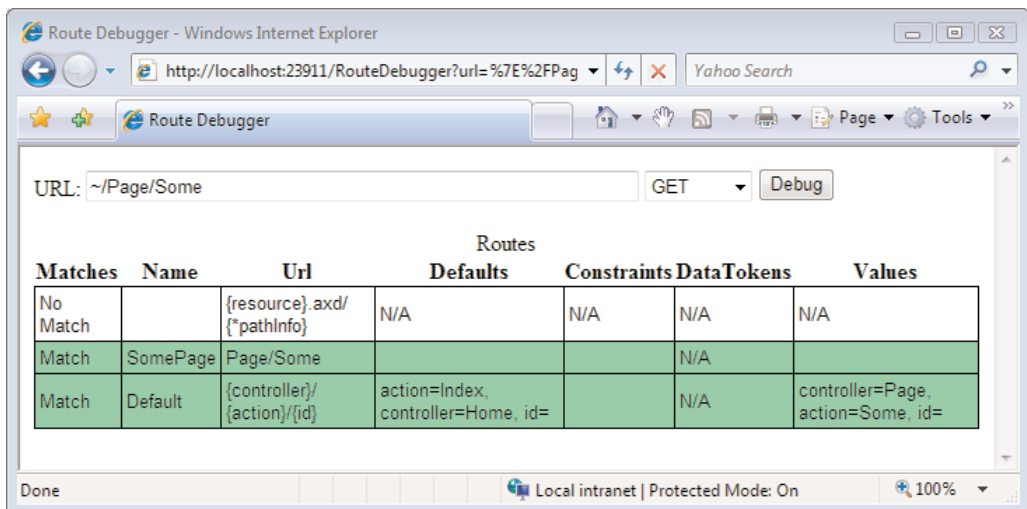 Route Debugger - Windows Internet Explorer
http://localhost:23911/RouteDebugger?url=%7E%2FPag
Yahoo Search
Route Debugger
Page
Tools
>>
URL: ~/Page/Some GET Debug
Routes
Matches Name Url Defaults Constraints DataTokens Values
No Match {resource}.axd/{*pathInfo} N/A N/A N/A N/A
Match SomePage Page/Some N/A
Match Default {controller}/{action}/{id} action=Index, controller=Home, id= N/A controller=Page, action=Some, id=
Done Local intranet | Protected Mode: On 100%